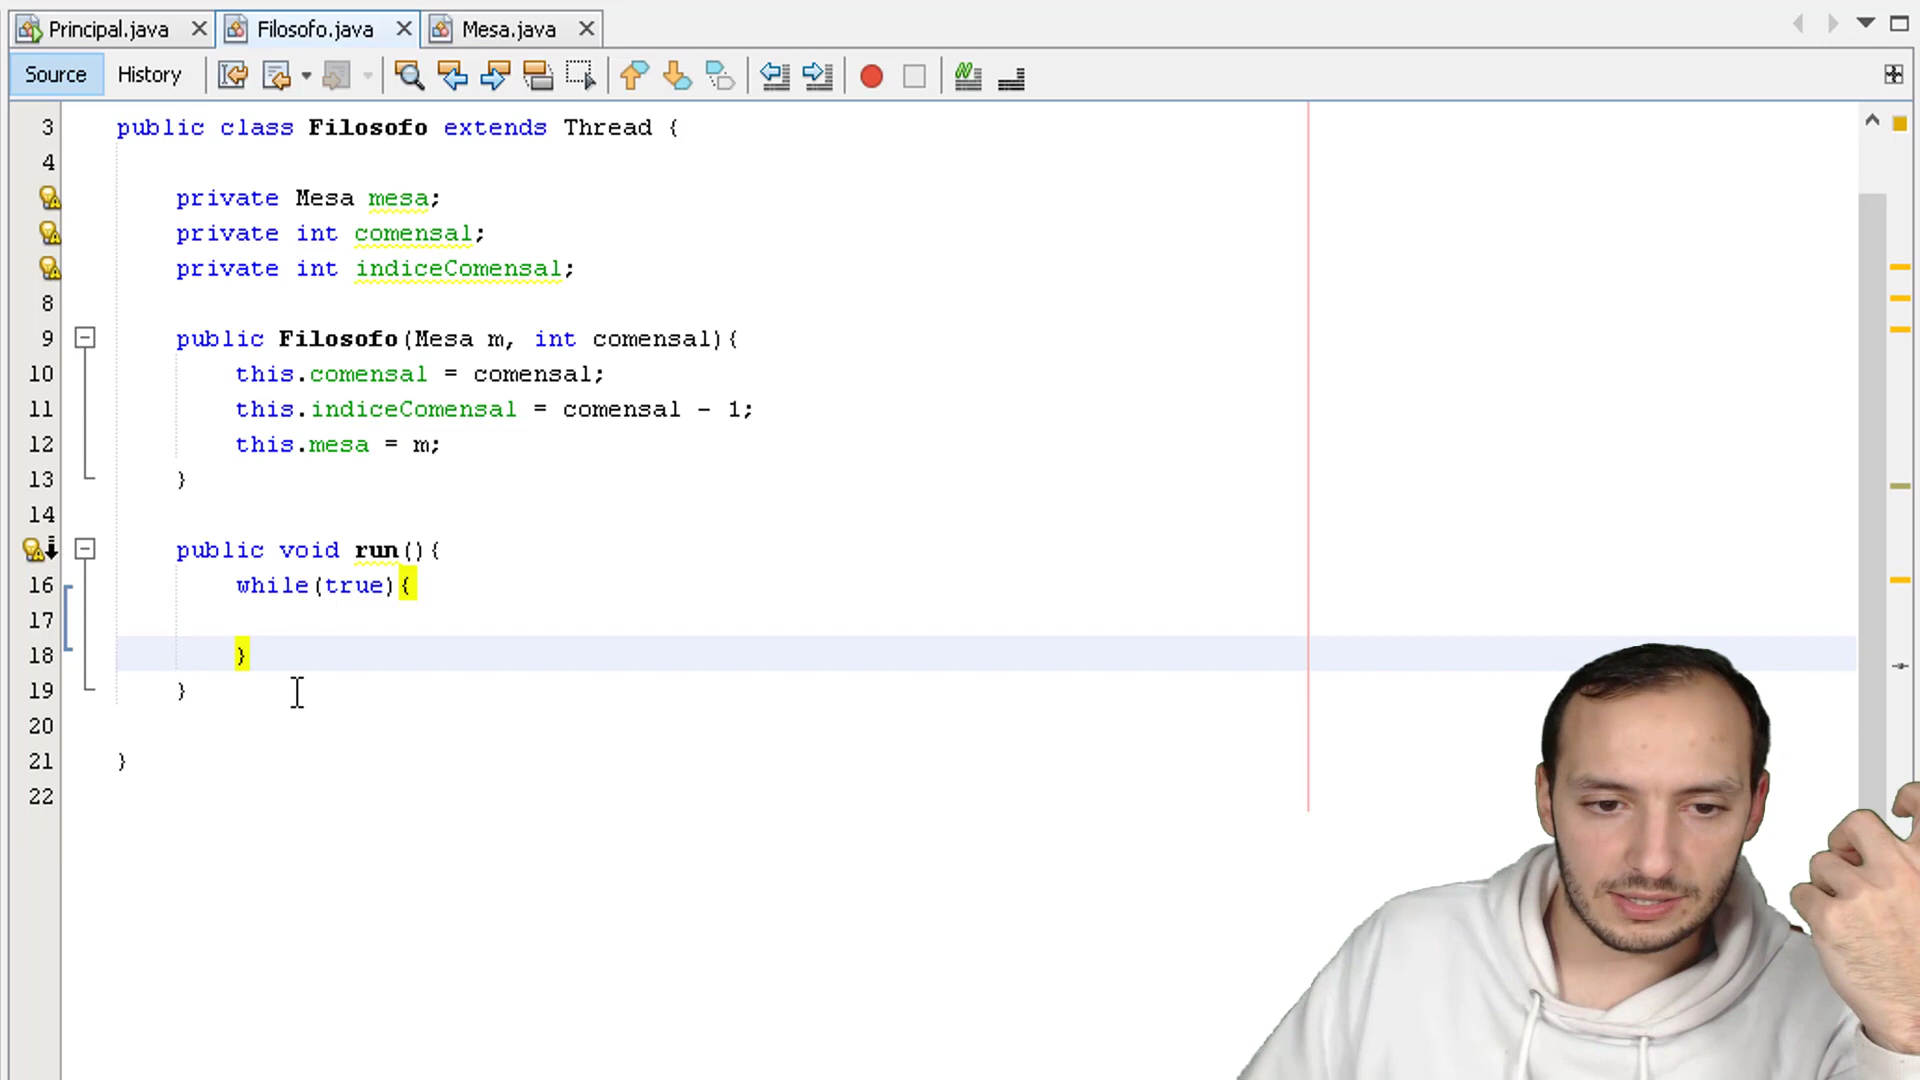 Principal.java Filosofo.java Mesa.java
Source History
3 public class Filosofo extends Thread {
4
private Mesa mesa;
private int comensal;
private int indiceComensal;
8
9 public Filosofo(Mesa m, int comensal){
10 this.comensal = comensal;
11 this.indiceComensal = comensal - 1;
12 this.mesa = m;
13 }
14
public void run(){
16 while(true){
17
18 }
19 }
20
21 }
22